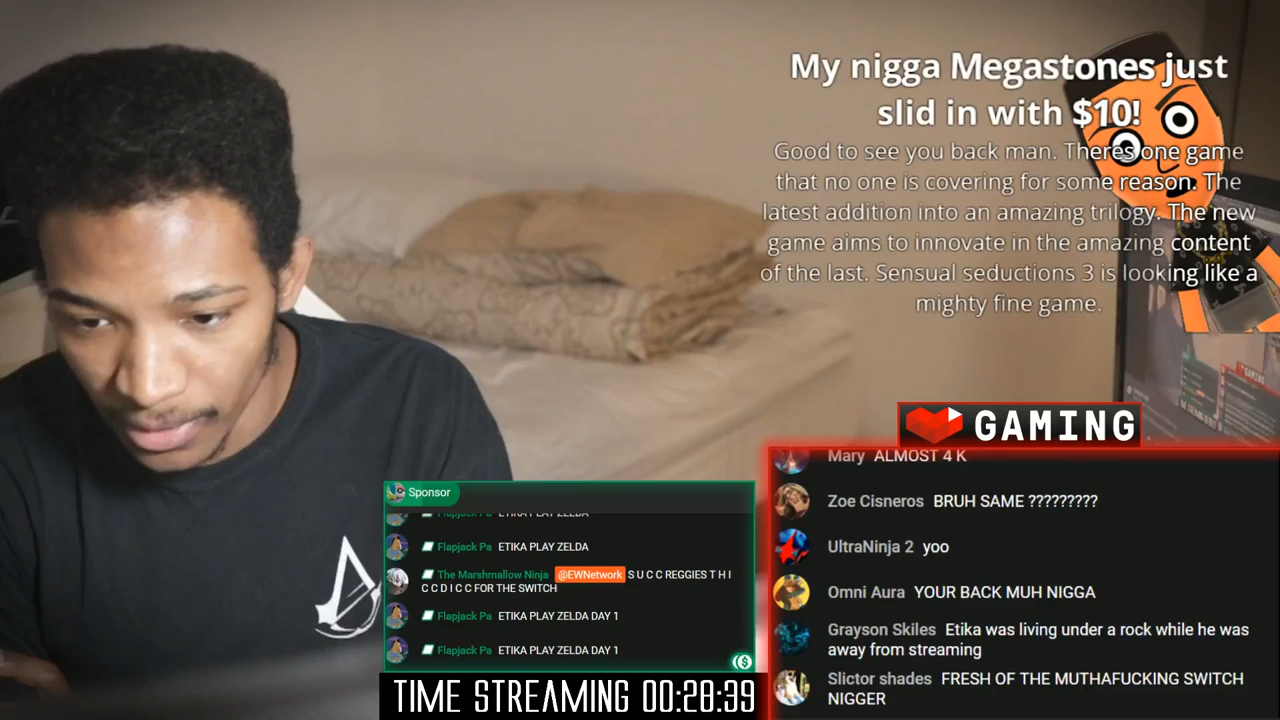 My nigga Megastones just
slid in with $10!
Good to see you back man. Theres one game
that no one is covering for some reason. The
latest addition into an amazing trilogy. The new
game aims to innovate in the amazing content
of the last. Sensual seductions 3 is looking like a
mighty fine game.
GAMING
Mary ALMOST 4 K
Zoe Cisneros BRUH SAME ?????????
UltraNinja 2 yoo
Omni Aura YOUR BACK MUH NIGGA
Grayson Skiles Etika was living under a rock while he was
away from streaming
Slictor shades FRESH OF THE MUTHAFUCKING SWITCH
NIGGER
Sponsor
Flapjack Pa ETIKA PLAY ZELDA
Flapjack Pa ETIKA PLAY ZELDA
The Marshmallow Ninja @EWNetwork S U C C REGGIES T H I
C C D I C C FOR THE SWITCH
Flapjack Pa ETIKA PLAY ZELDA DAY 1
Flapjack Pa ETIKA PLAY ZELDA DAY 1
TIME STREAMING 00:28:39